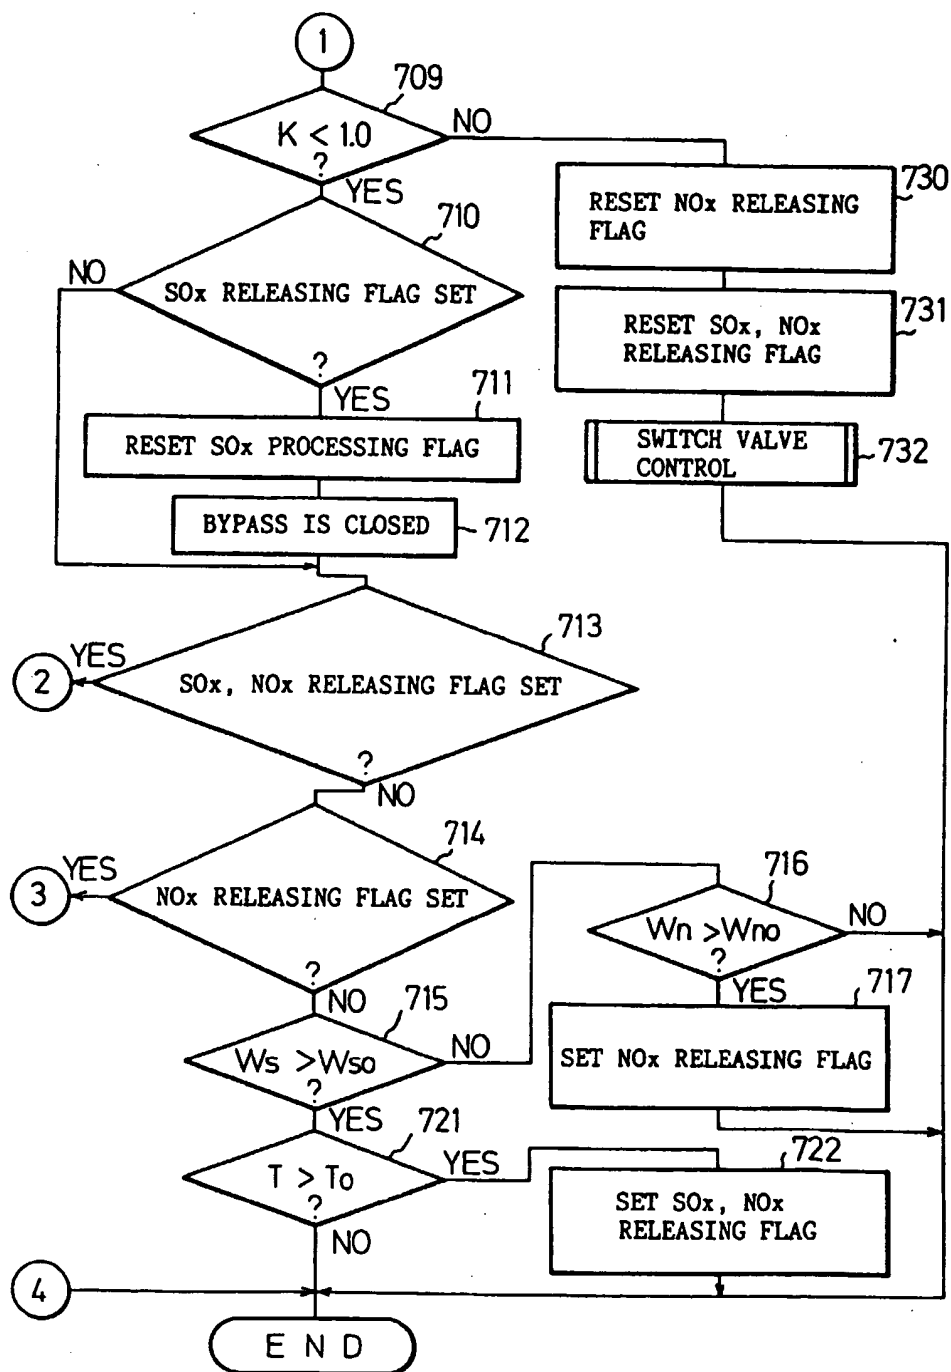 1
709
K < 1.0
?
NO
YES
730
RESET NOx RELEASING
FLAG
710
NO
SOx RELEASING FLAG SET
?
YES
731
RESET SOx, NOx
RELEASING FLAG
711
RESET SOx PROCESSING FLAG
SWITCH VALVE
CONTROL
732
BYPASS IS CLOSED
712
713
YES
2
SOx, NOx RELEASING FLAG SET
?
NO
714
YES
3
NOx RELEASING FLAG SET
?
NO
716
Wn > Wno
?
NO
YES
717
SET NOx RELEASING FLAG
715
Ws > Wso
?
NO
YES
721
T > To
?
YES
NO
722
SET SOx, NOx
RELEASING FLAG
4
END